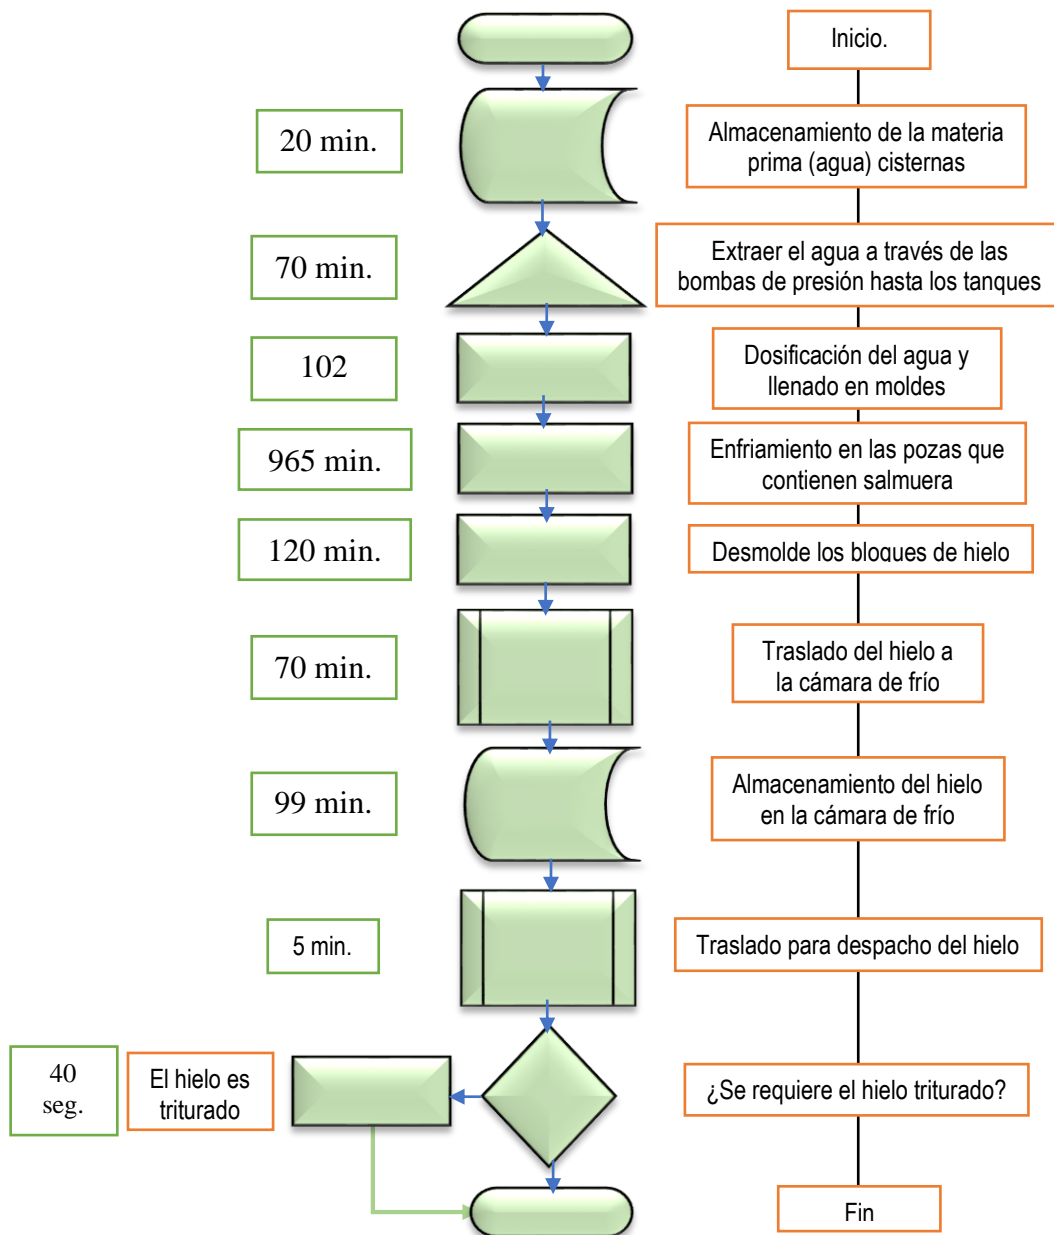 Inicio.
20 min.
Almacenamiento de la materia
prima (agua) cisternas
70 min.
Extraer el agua a través de las
bombas de presión hasta los tanques
102
Dosificación del agua y
llenado en moldes
965 min.
Enfriamiento en las pozas que
contienen salmuera
120 min.
Desmolde los bloques de hielo
70 min.
Traslado del hielo a
la cámara de frío
99 min.
Almacenamiento del hielo
en la cámara de frío
5 min.
Traslado para despacho del hielo
40
seg.
El hielo es
triturado
¿Se requiere el hielo triturado?
Fin